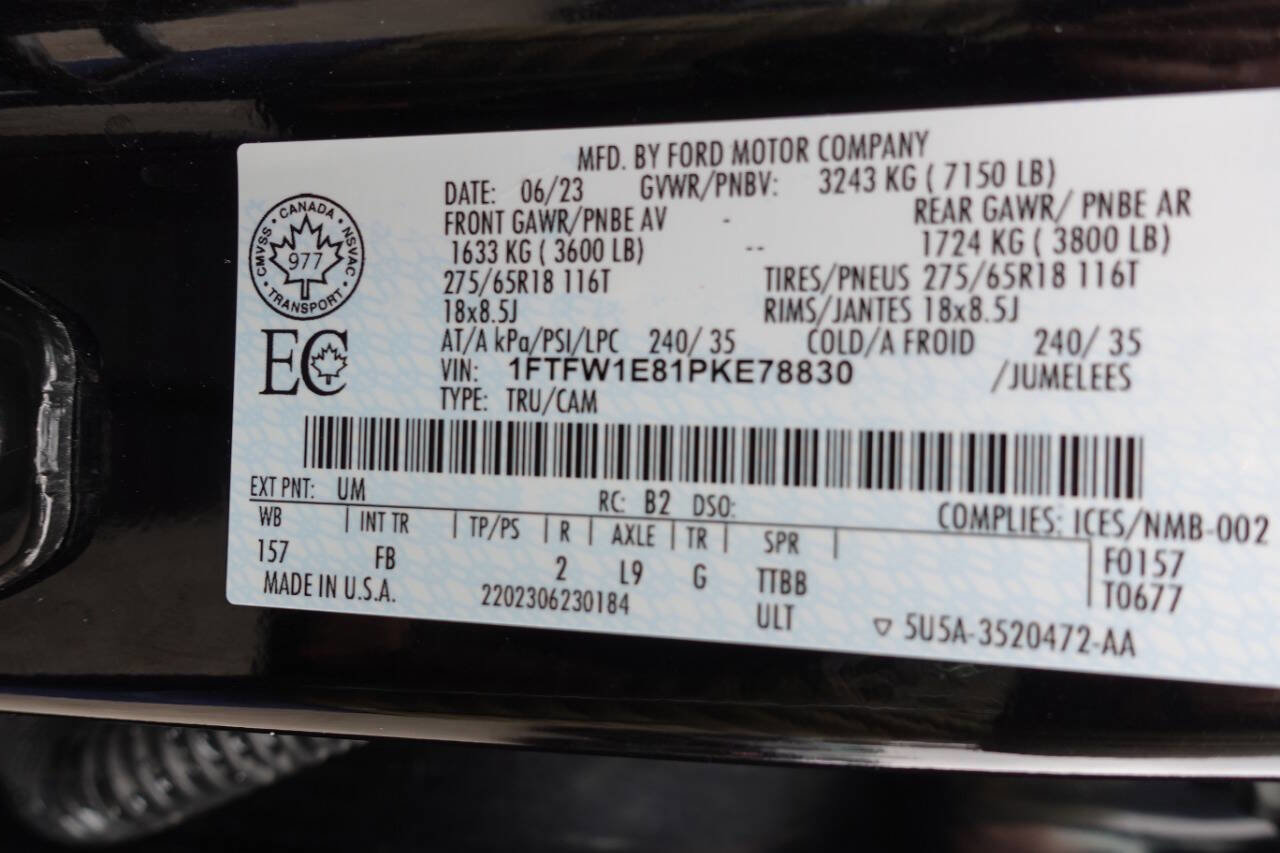 MFD. BY FORD MOTOR COMPANY
DATE: 06/23 GVWR/PNBV: 3243 KG ( 7150 LB)
FRONT GAWR/PNBE AV - REAR GAWR/ PNBE AR
1633 KG ( 3600 LB) -- 1724 KG ( 3800 LB)
275/65R18 116T TIRES/PNEUS 275/65R18 116T
18x8.5J RIMS/JANTES 18x8.5J
AT/A kPa/PSI/LPC 240/ 35 COLD/A FROID 240/ 35
VIN: 1FTFW1E81PKE78830 /JUMELEES
TYPE: TRU/CAM
CANADA
CMVSS NSVAC
977
TRANSPORT
EC
EXT PNT: UM RC: B2 DSO: COMPLIES: ICES/NMB-002
WB | INT TR | TP/PS | R | AXLE | TR | SPR | F0157
157 FB 2 L9 G TTBB T0677
MADE IN U.S.A. 2202306230184 ULT ▽ 5U5A-3520472-AA